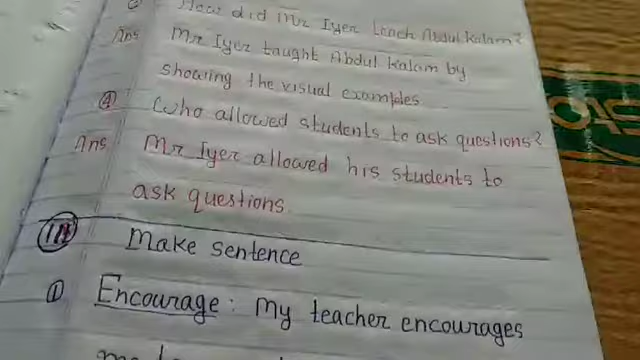 How did Mr Iyer teach Abdul Kalam?
Ans Mr Iyer taught Abdul Kalam by
showing the visual examples
④ Who allowed students to ask questions?
Ans Mr Iyer allowed his students to
ask questions.
III Make sentence
① Encourage: My teacher encourages